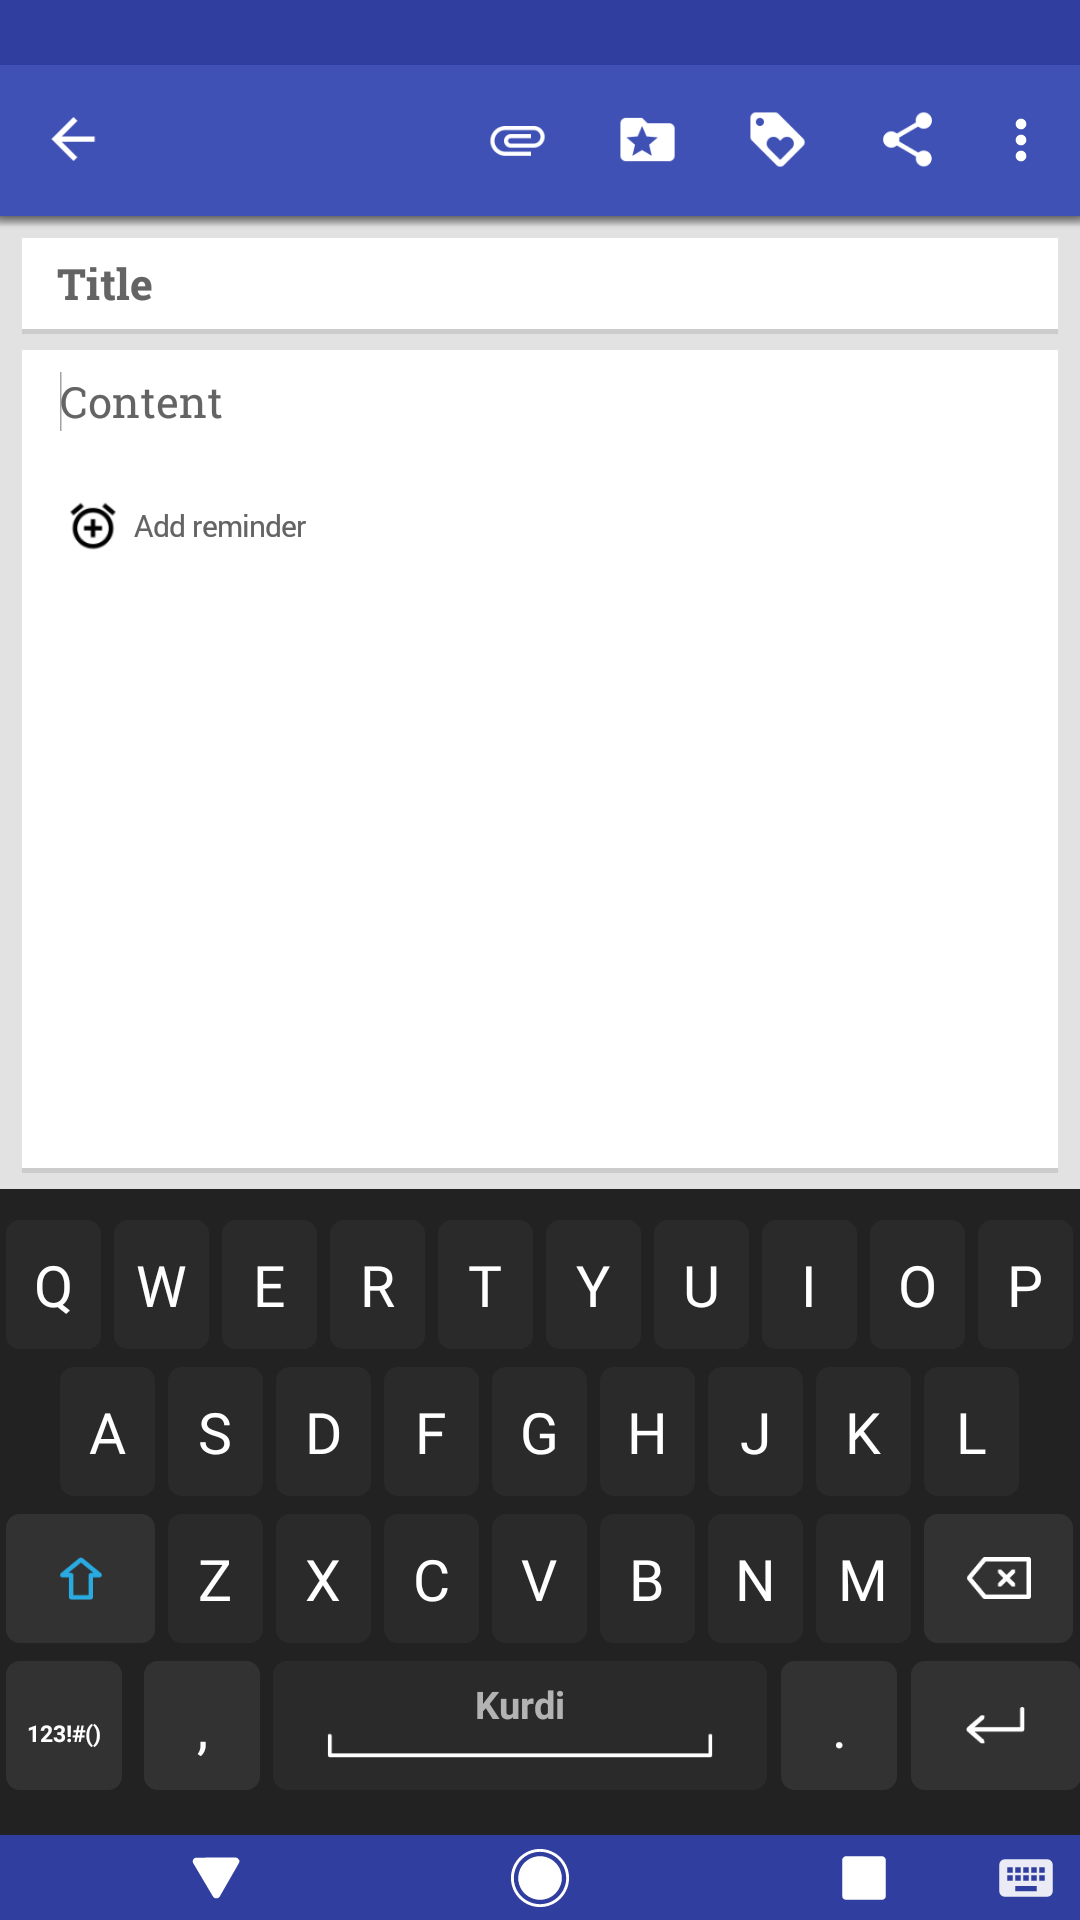 Title
Content
Add reminder
Q W E R T Y U I O P
A S D F G H J K L
Z X C V B N M
123!#() , Kurdi .